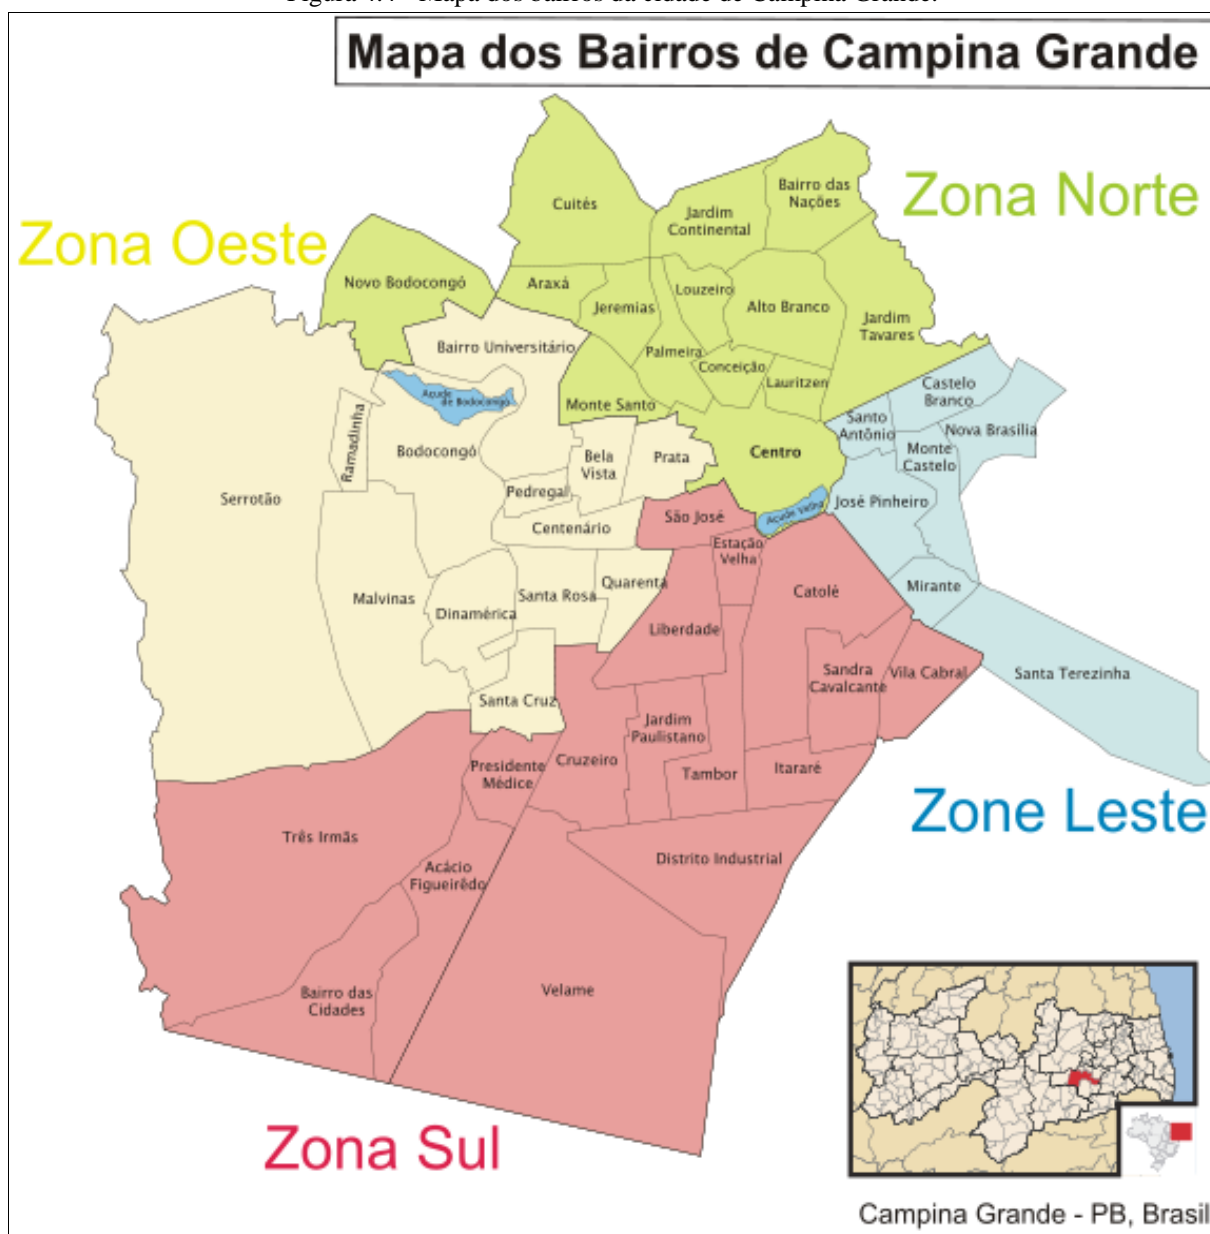 Mapa dos Bairros de Campina Grande
Zona Norte
Zona Oeste
Cuités
Bairro das
Nações
Jardim
Continental
Novo Bodocongó
Araxá
Jeremias
Louzeiro
Alto Branco
Jardim
Tavares
Bairro Universitário
Palmeira
Conceição
Lauritzen
Monte Santo
Centro
Açude
de Bodocongó
Ramadinha
Bodocongó
Bela
Vista
Prata
Pedregal
Serrotão
Centenário
Castelo
Branco
Santo
Antônio
Nova Brasília
Monte
Castelo
José Pinheiro
Açude Velho
São José
Estação
Velha
Malvinas
Dinamérica
Santa Rosa
Quarenta
Catolé
Mirante
Liberdade
Sandra
Cavalcante
Vila Cabral
Santa Terezinha
Santa Cruz
Jardim
Paulistano
Presidente
Médice
Cruzeiro
Tambor
Itararé
Zone Leste
Três Irmãs
Acácio
Figueirêdo
Distrito Industrial
Bairro das
Cidades
Velame
Zona Sul
Campina Grande - PB, Brasil